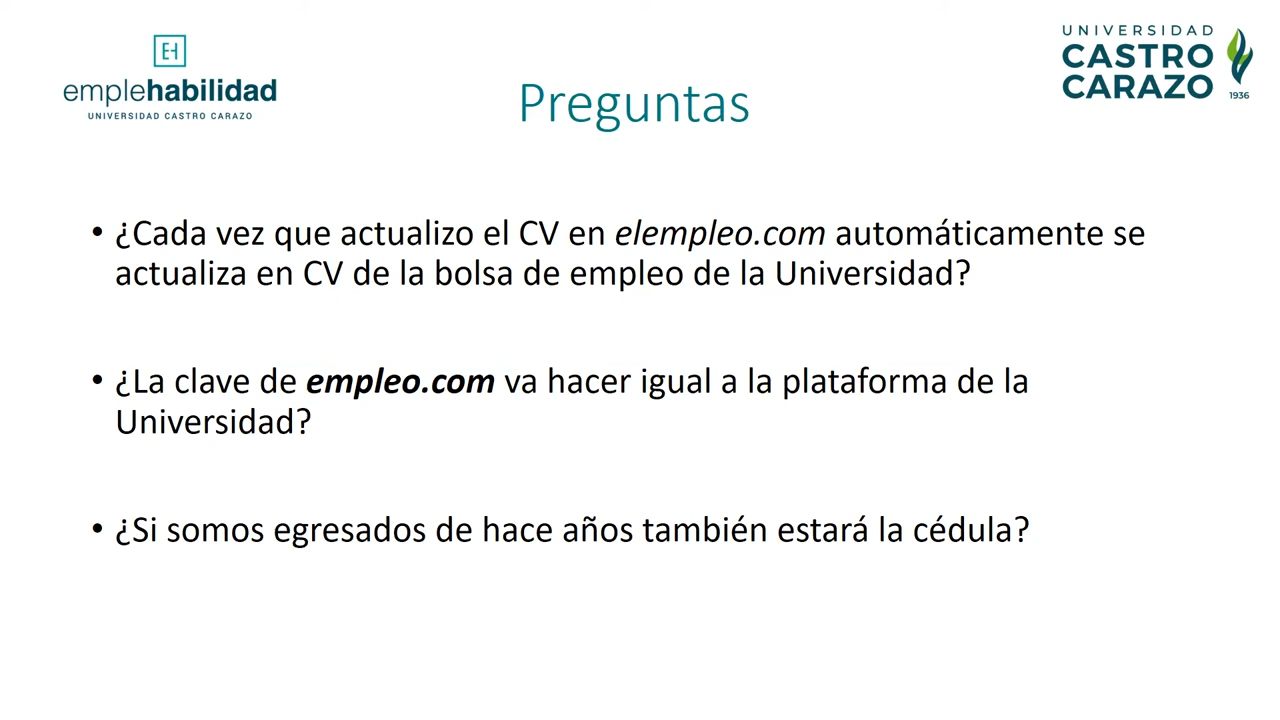 EH
emplehabilidad
UNIVERSIDAD CASTRO CARAZO
UNIVERSIDAD
CASTRO
CARAZO
1936
Preguntas
• ¿Cada vez que actualizo el CV en elempleo.com automáticamente se
actualiza en CV de la bolsa de empleo de la Universidad?
• ¿La clave de empleo.com va hacer igual a la plataforma de la
Universidad?
• ¿Si somos egresados de hace años también estará la cédula?